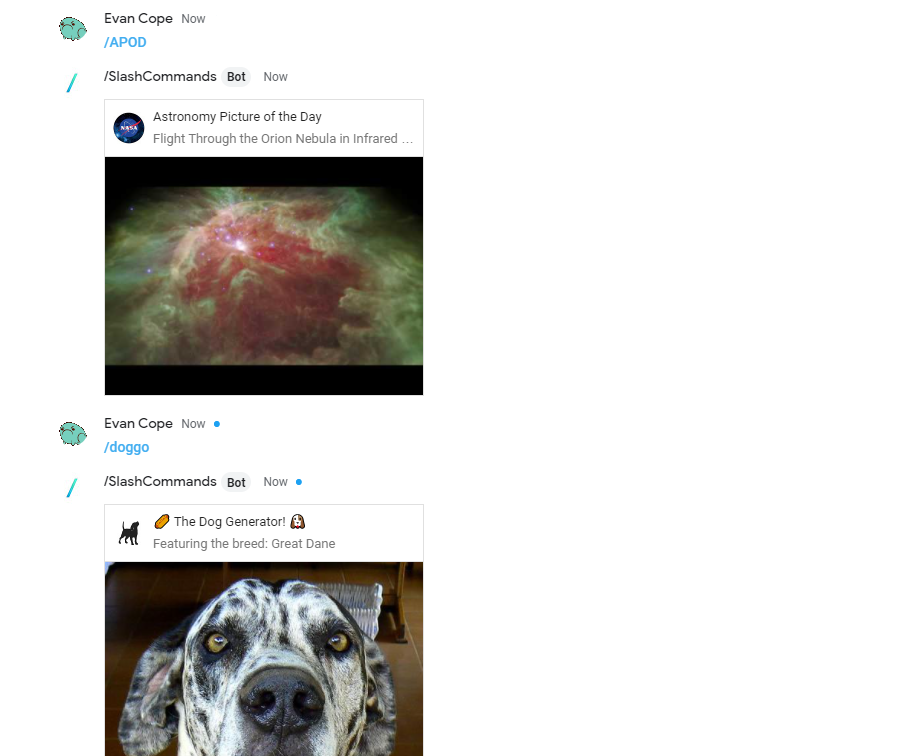 Evan Cope Now
/APOD
/SlashCommands Bot Now
NASA
Astronomy Picture of the Day
Flight Through the Orion Nebula in Infrared …
Evan Cope Now
/doggo
/SlashCommands Bot Now
🌭 The Dog Generator! 🐶
Featuring the breed: Great Dane